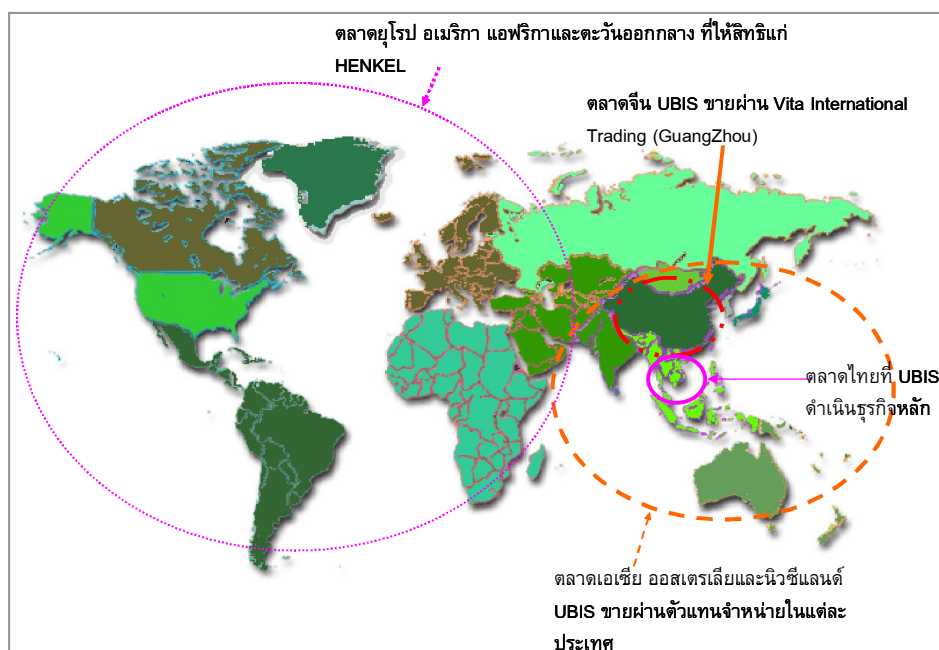 ตลาดยุโรป อเมริกา แอฟริกาและตะวันออกกลาง ที่ให้สิทธิแก่
HENKEL
ตลาดจีน UBIS ขายผ่าน Vita International
Trading (GuangZhou)
ตลาดไทยที่ UBIS
ดำเนินธุรกิจหลัก
ตลาดเอเซีย ออสเตรเลียและนิวซีแลนด์
UBIS ขายผ่านตัวแทนจำหน่ายในแต่ละ
ประเทศ